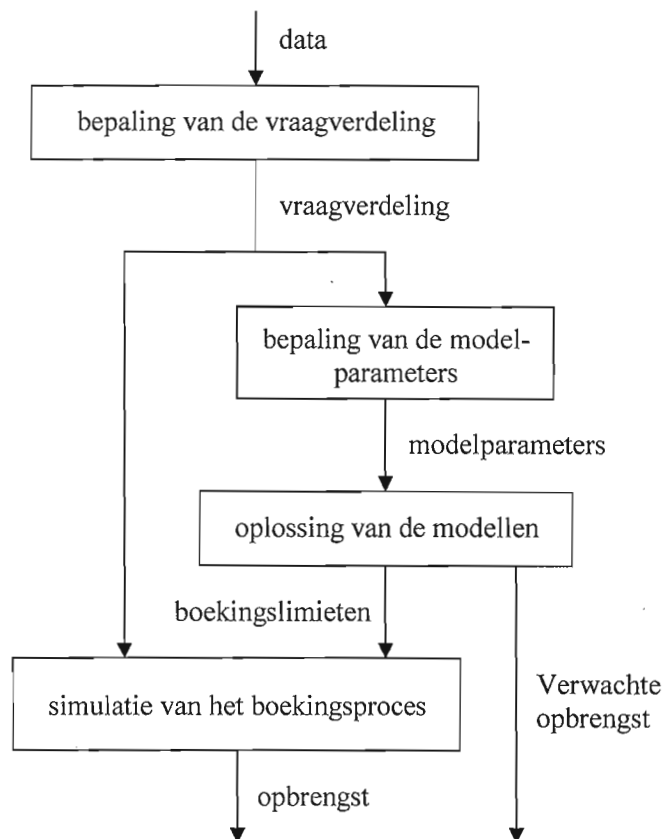 data
bepaling van de vraagverdeling
vraagverdeling
bepaling van de model-
parameters
modelparameters
oplossing van de modellen
boekingslimieten
simulatie van het boekingsproces
Verwachte
opbrengst
opbrengst